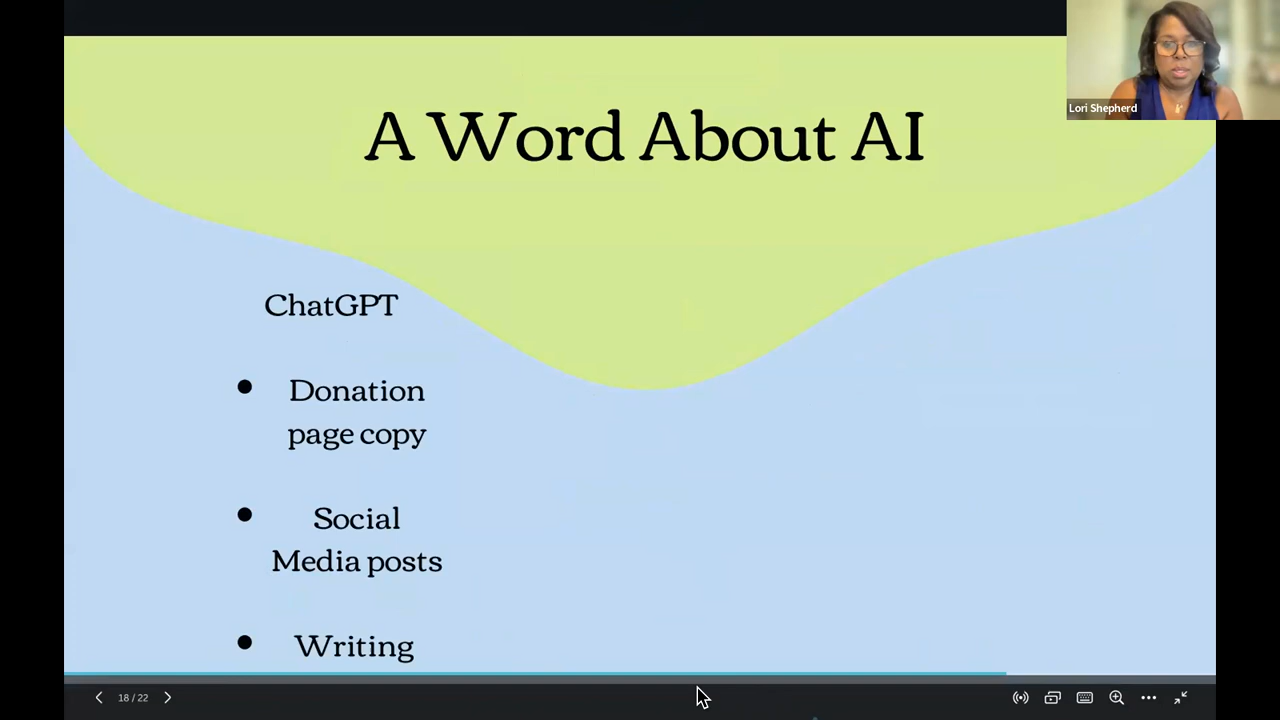 A Word About AI
Lori Shepherd
ChatGPT
Donation
page copy
Social
Media posts
Writing
18 / 22